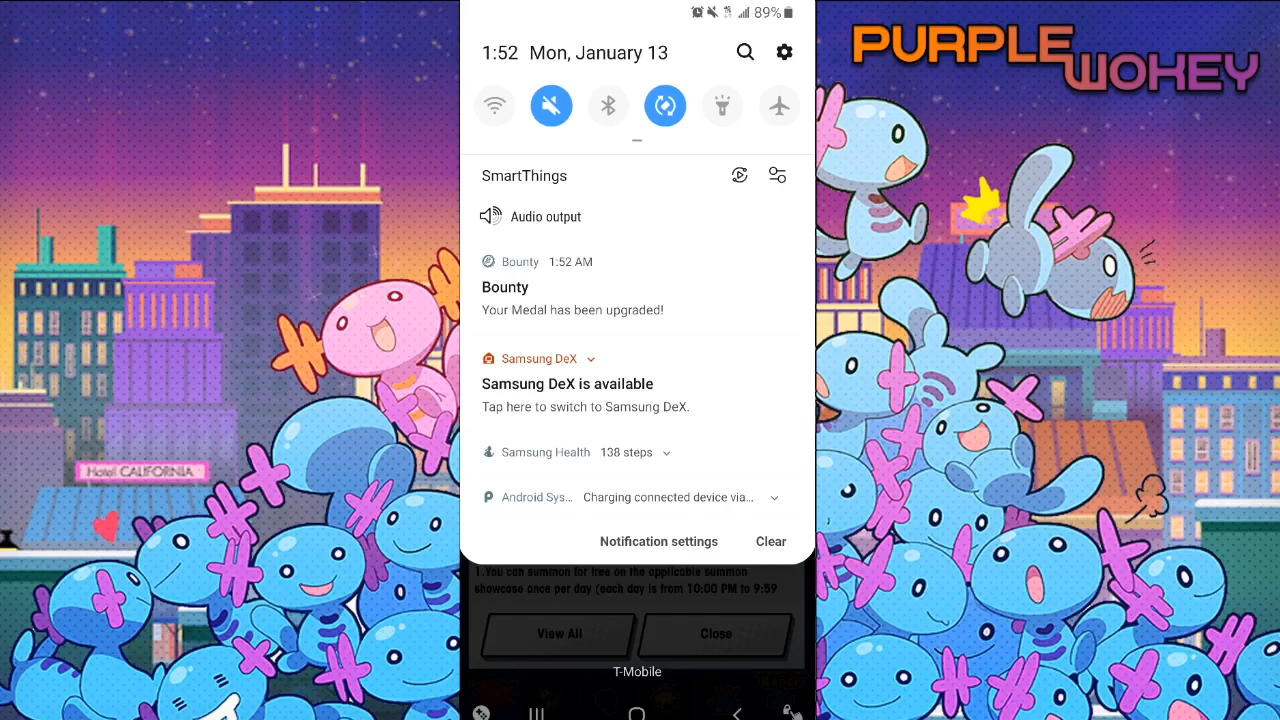 PURPLE
WOKEY
89%
1:52 Mon, January 13
SmartThings
Audio output
Bounty 1:52 AM
Bounty
Your Medal has been upgraded!
Samsung DeX
Samsung DeX is available
Tap here to switch to Samsung DeX.
Samsung Health 138 steps
Android Sys... Charging connected device via...
Notification settings Clear
1.You can summon for free on the applicable summon
showcase once per day (each day is from 10:00 PM to 9:59
View All Close
T-Mobile
Hotel CALIFORNIA